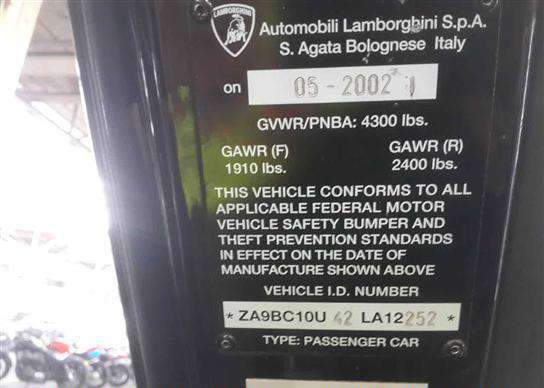 LAMBORGHINI
Automobili Lamborghini S.p.A.
S. Agata Bolognese Italy
on 05-2002
GVWR/PNBA: 4300 lbs.
GAWR (F) GAWR (R)
1910 lbs. 2400 lbs.
THIS VEHICLE CONFORMS TO ALL
APPLICABLE FEDERAL MOTOR
VEHICLE SAFETY BUMPER AND
THEFT PREVENTION STANDARDS
IN EFFECT ON THE DATE OF
MANUFACTURE SHOWN ABOVE
VEHICLE I.D. NUMBER
* ZA9BC10U 42 LA12252 *
TYPE: PASSENGER CAR